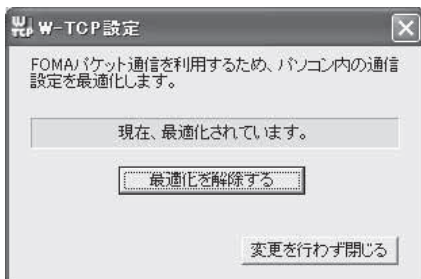 W-TCP設定
FOMAパケット通信を利用するため、パソコン内の通信
設定を最適化します。
現在、最適化されています。
最適化を解除する
変更を行わず閉じる